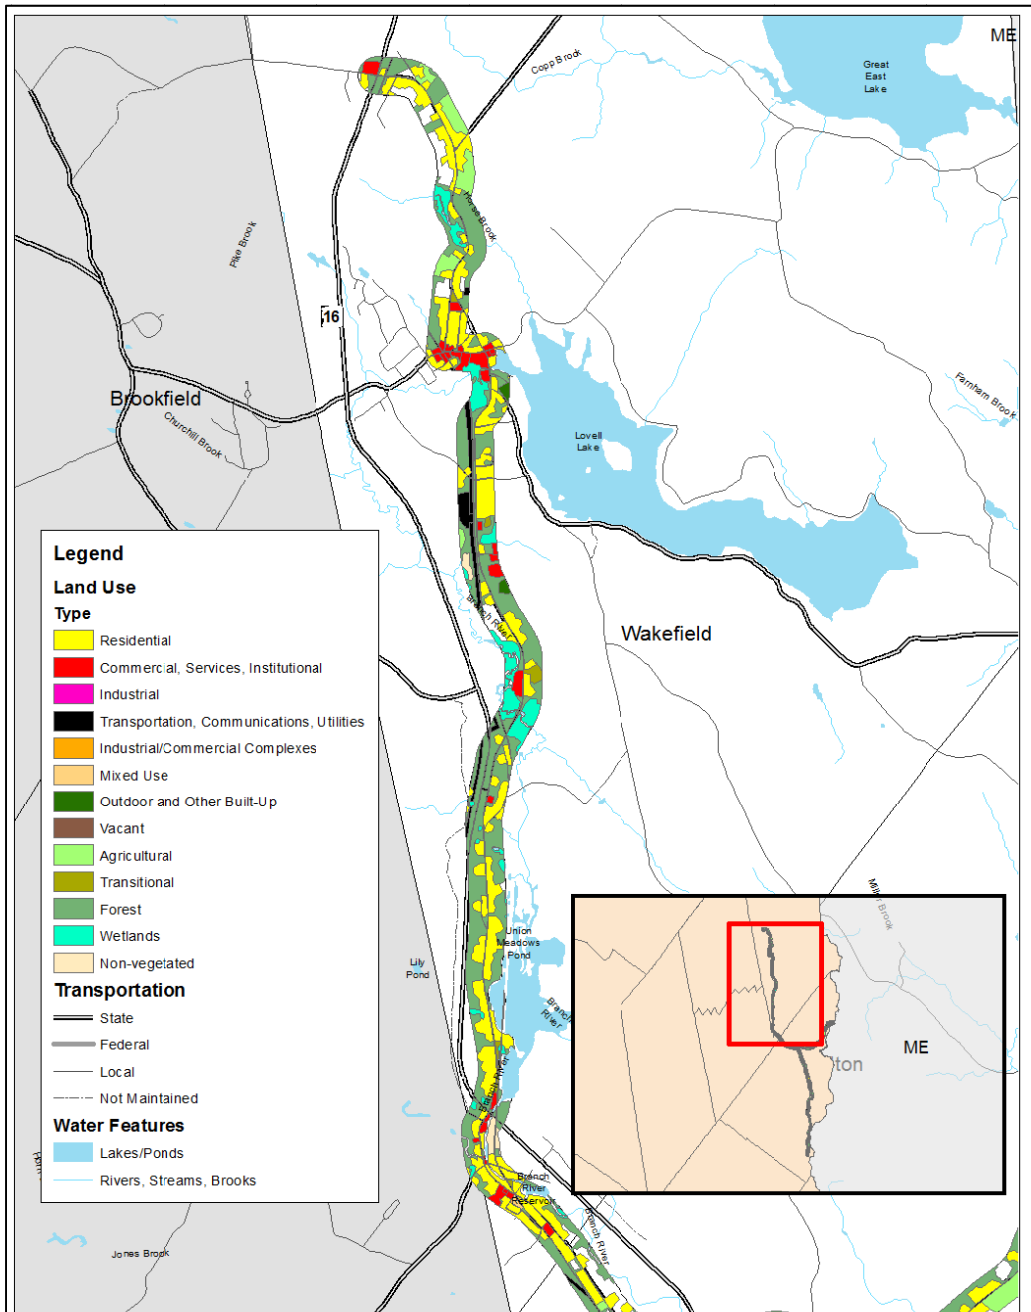 ME
Great
East
Lake
Copp Brook
Horse Brook
Pike Brook
16
Brookfield
Churchill Brook
Farnham Brook
Lovell
Lake
Legend
Land Use
Type
Residential
Commercial, Services, Institutional
Industrial
Transportation, Communications, Utilities
Industrial/Commercial Complexes
Mixed Use
Outdoor and Other Built-Up
Vacant
Agricultural
Transitional
Forest
Wetlands
Non-vegetated
Transportation
State
Federal
Local
Not Maintained
Water Features
Lakes/Ponds
Rivers, Streams, Brooks
Branch River
Wakefield
Union
Meadows
Pond
Lily
Pond
Branch
River
Miller Brook
ME
ton
Branch River
Branch
River
Reservoir
Branch River
Jones Brook